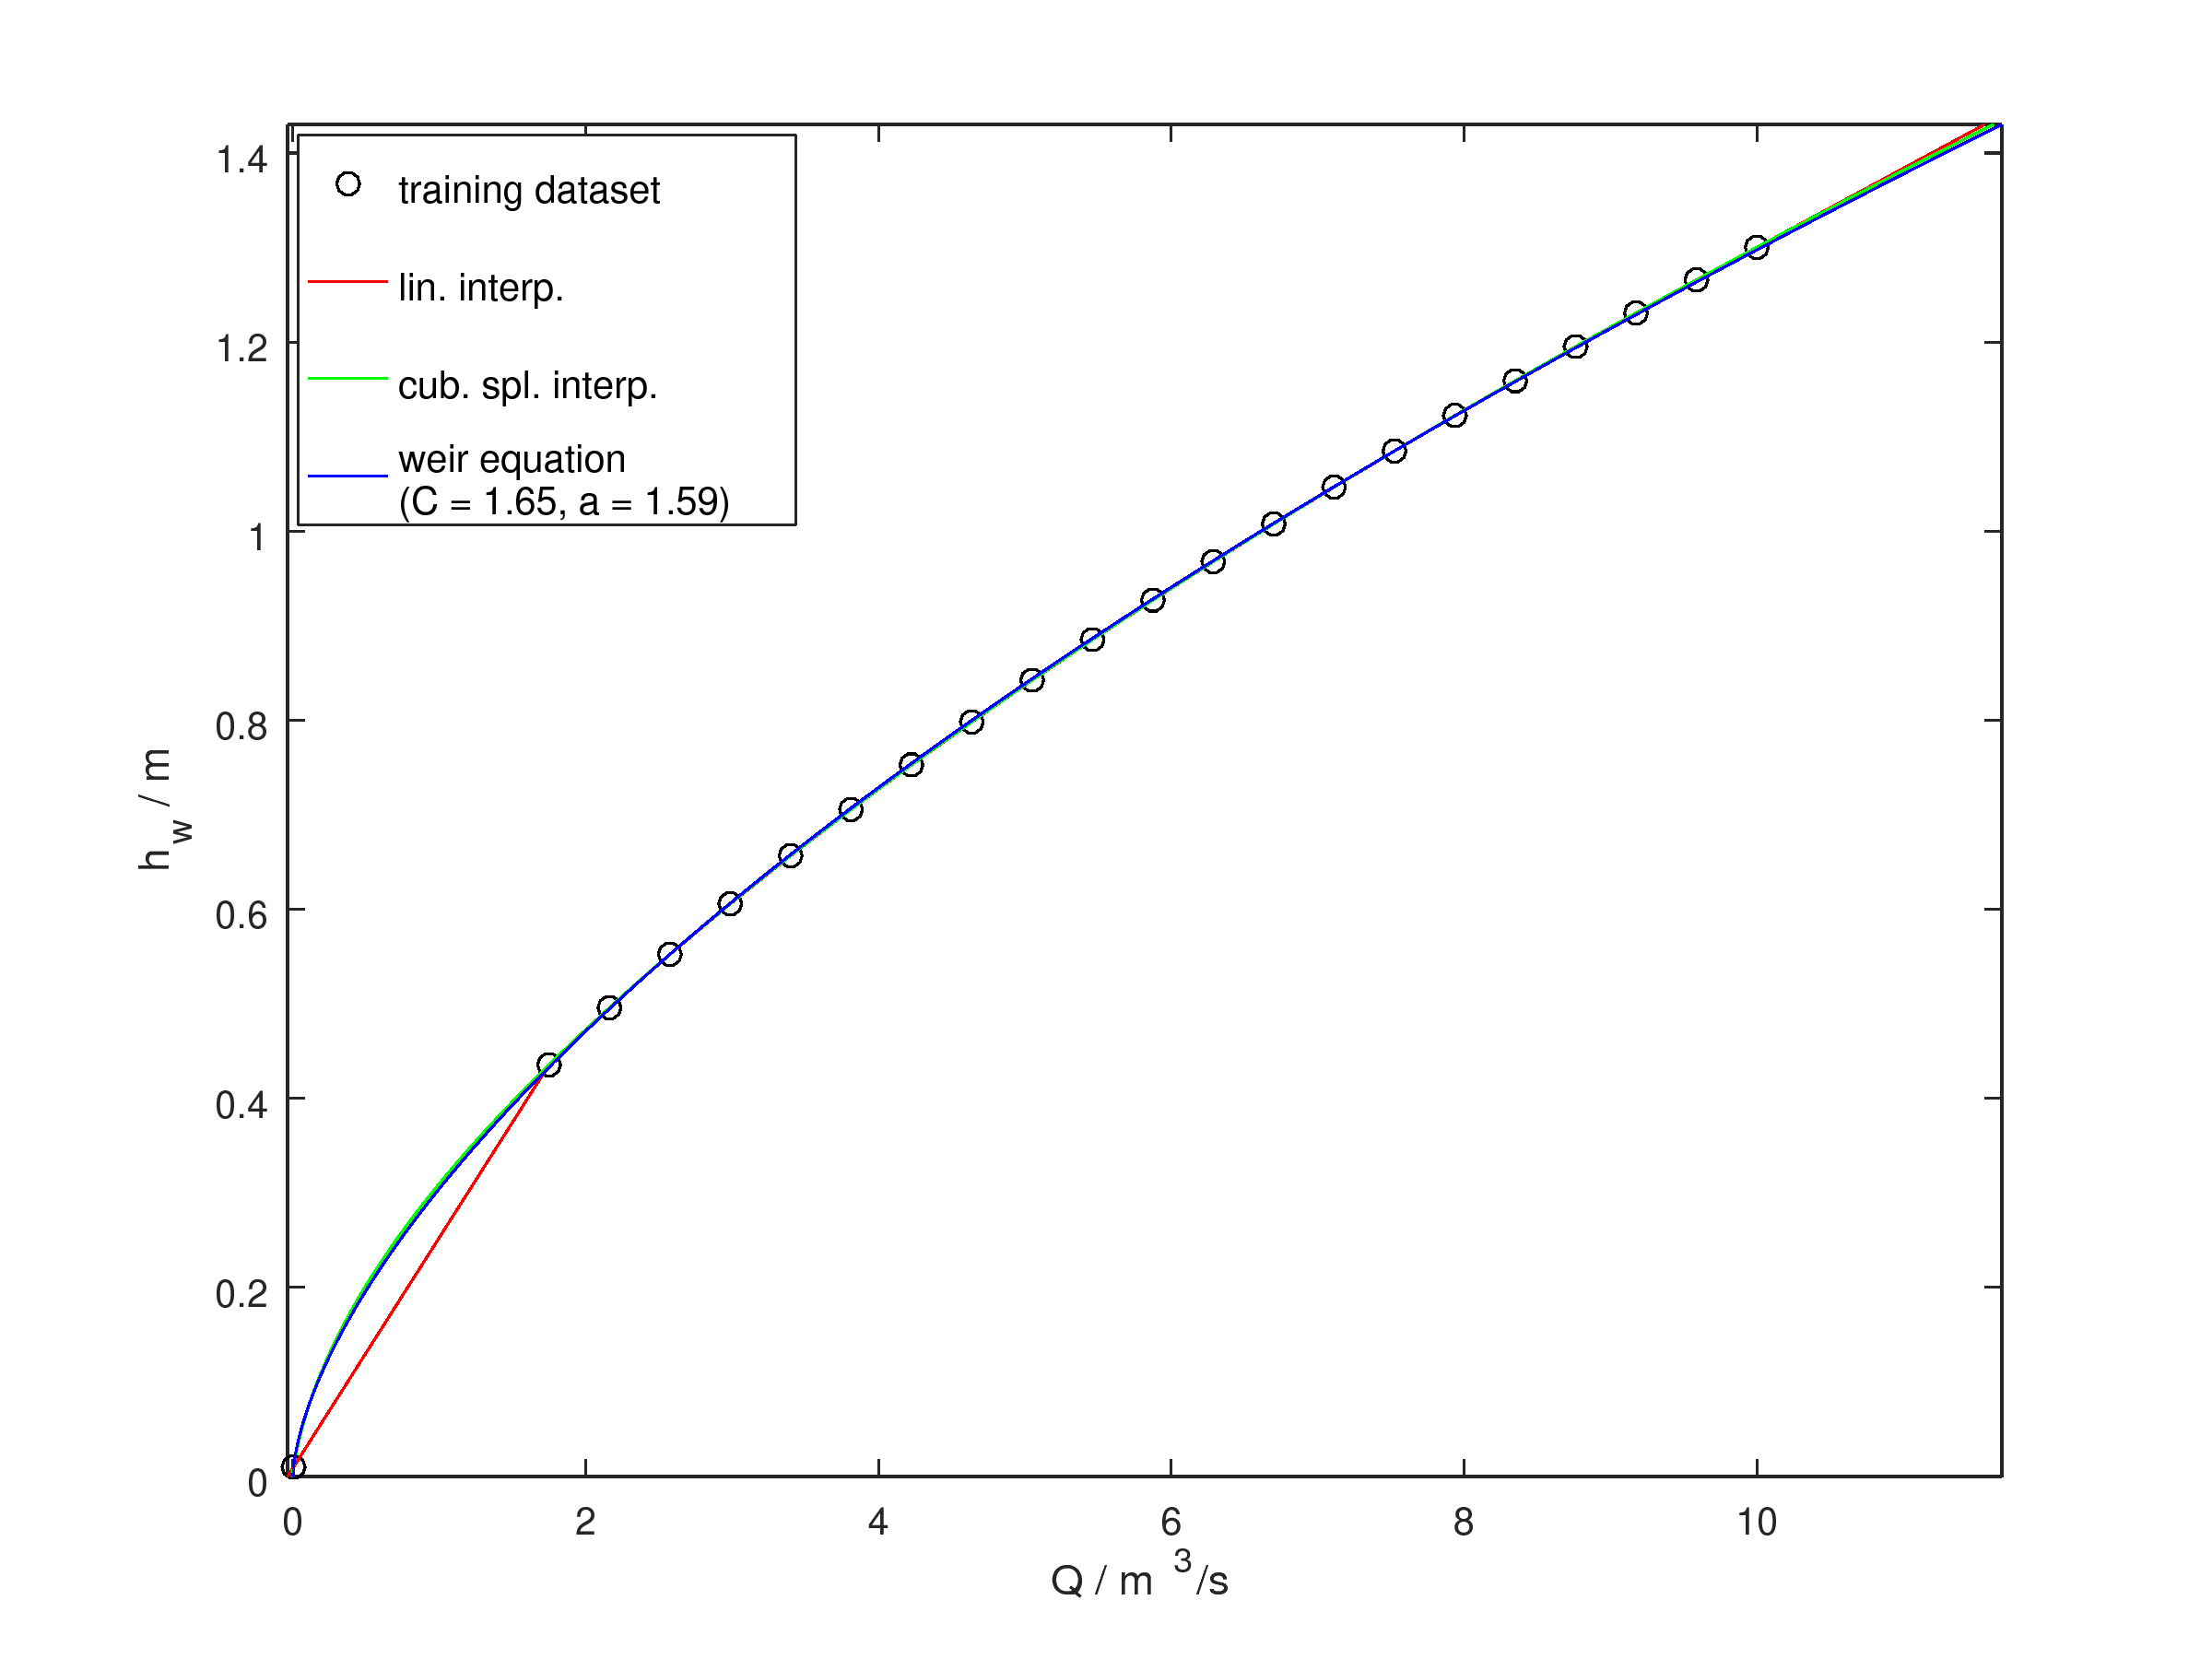 training dataset
lin. interp.
cub. spl. interp.
weir equation
(C = 1.65, a = 1.59)
1.4
1.2
1
0.8
0.6
0.4
0.2
0
h_w / m
0 2 4 6 8 10
Q / m^3/s